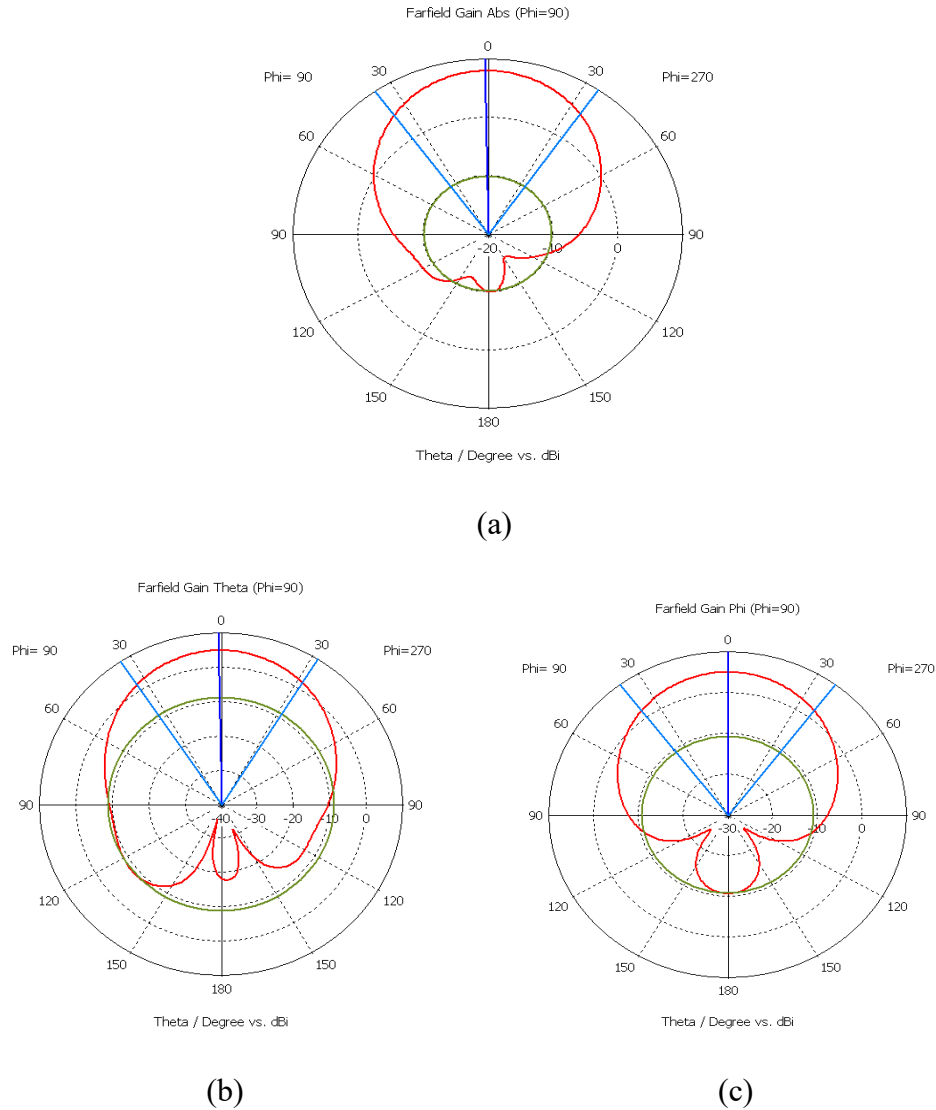 Farfield Gain Abs (Phi=90)
0
Phi= 90 30 30 Phi=270
60 60
90 -20 -10 0 90
120 120
150 150
180
Theta / Degree vs. dBi
(a)
Farfield Gain Theta (Phi=90)
0
Phi= 90 30 30 Phi=270
60 60
90 -40 -30 -20 -10 0 90
120 120
150 150
180
Theta / Degree vs. dBi
(b)
Farfield Gain Phi (Phi=90)
0
Phi= 90 30 30 Phi=270
60 60
90 -30 -20 -10 0 90
120 120
150 150
180
Theta / Degree vs. dBi
(c)